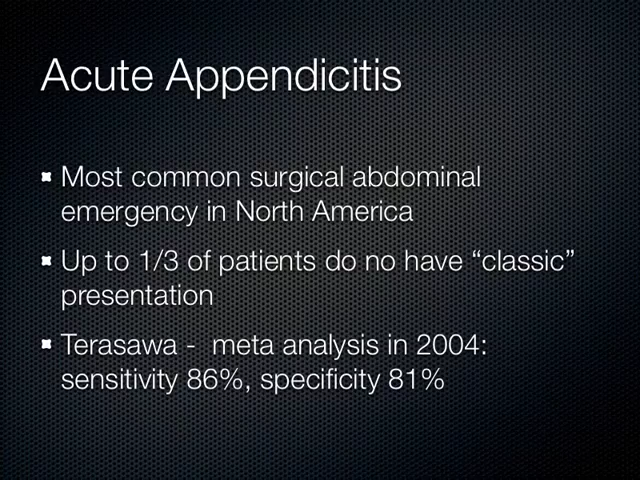 Acute Appendicitis
Most common surgical abdominal
emergency in North America
Up to 1/3 of patients do no have “classic”
presentation
Terasawa - meta analysis in 2004:
sensitivity 86%, specificity 81%